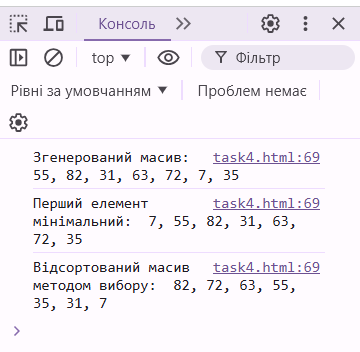 Консоль
top
Фільтр
Рівні за умовчанням
Проблем немає
Згенерований масив: task4.html:69
55, 82, 31, 63, 72, 7, 35
Перший елемент task4.html:69
мінімальний: 7, 55, 82, 31, 63,
72, 35
Відсортований масив task4.html:69
методом вибору: 82, 72, 63, 55,
35, 31, 7